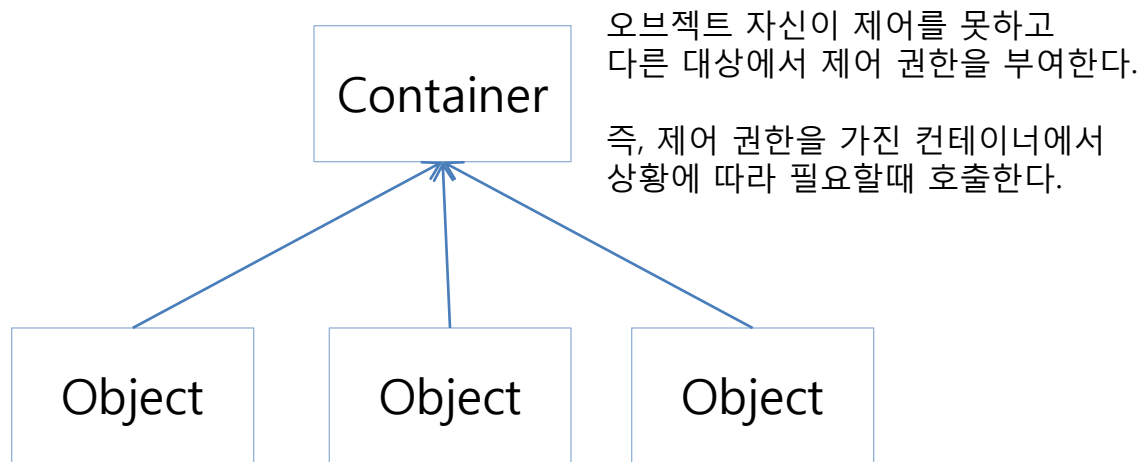 오브젝트 자신이 제어를 못하고
다른 대상에서 제어 권한을 부여한다.
즉, 제어 권한을 가진 컨테이너에서
상황에 따라 필요할때 호출한다.
Container
Object
Object
Object